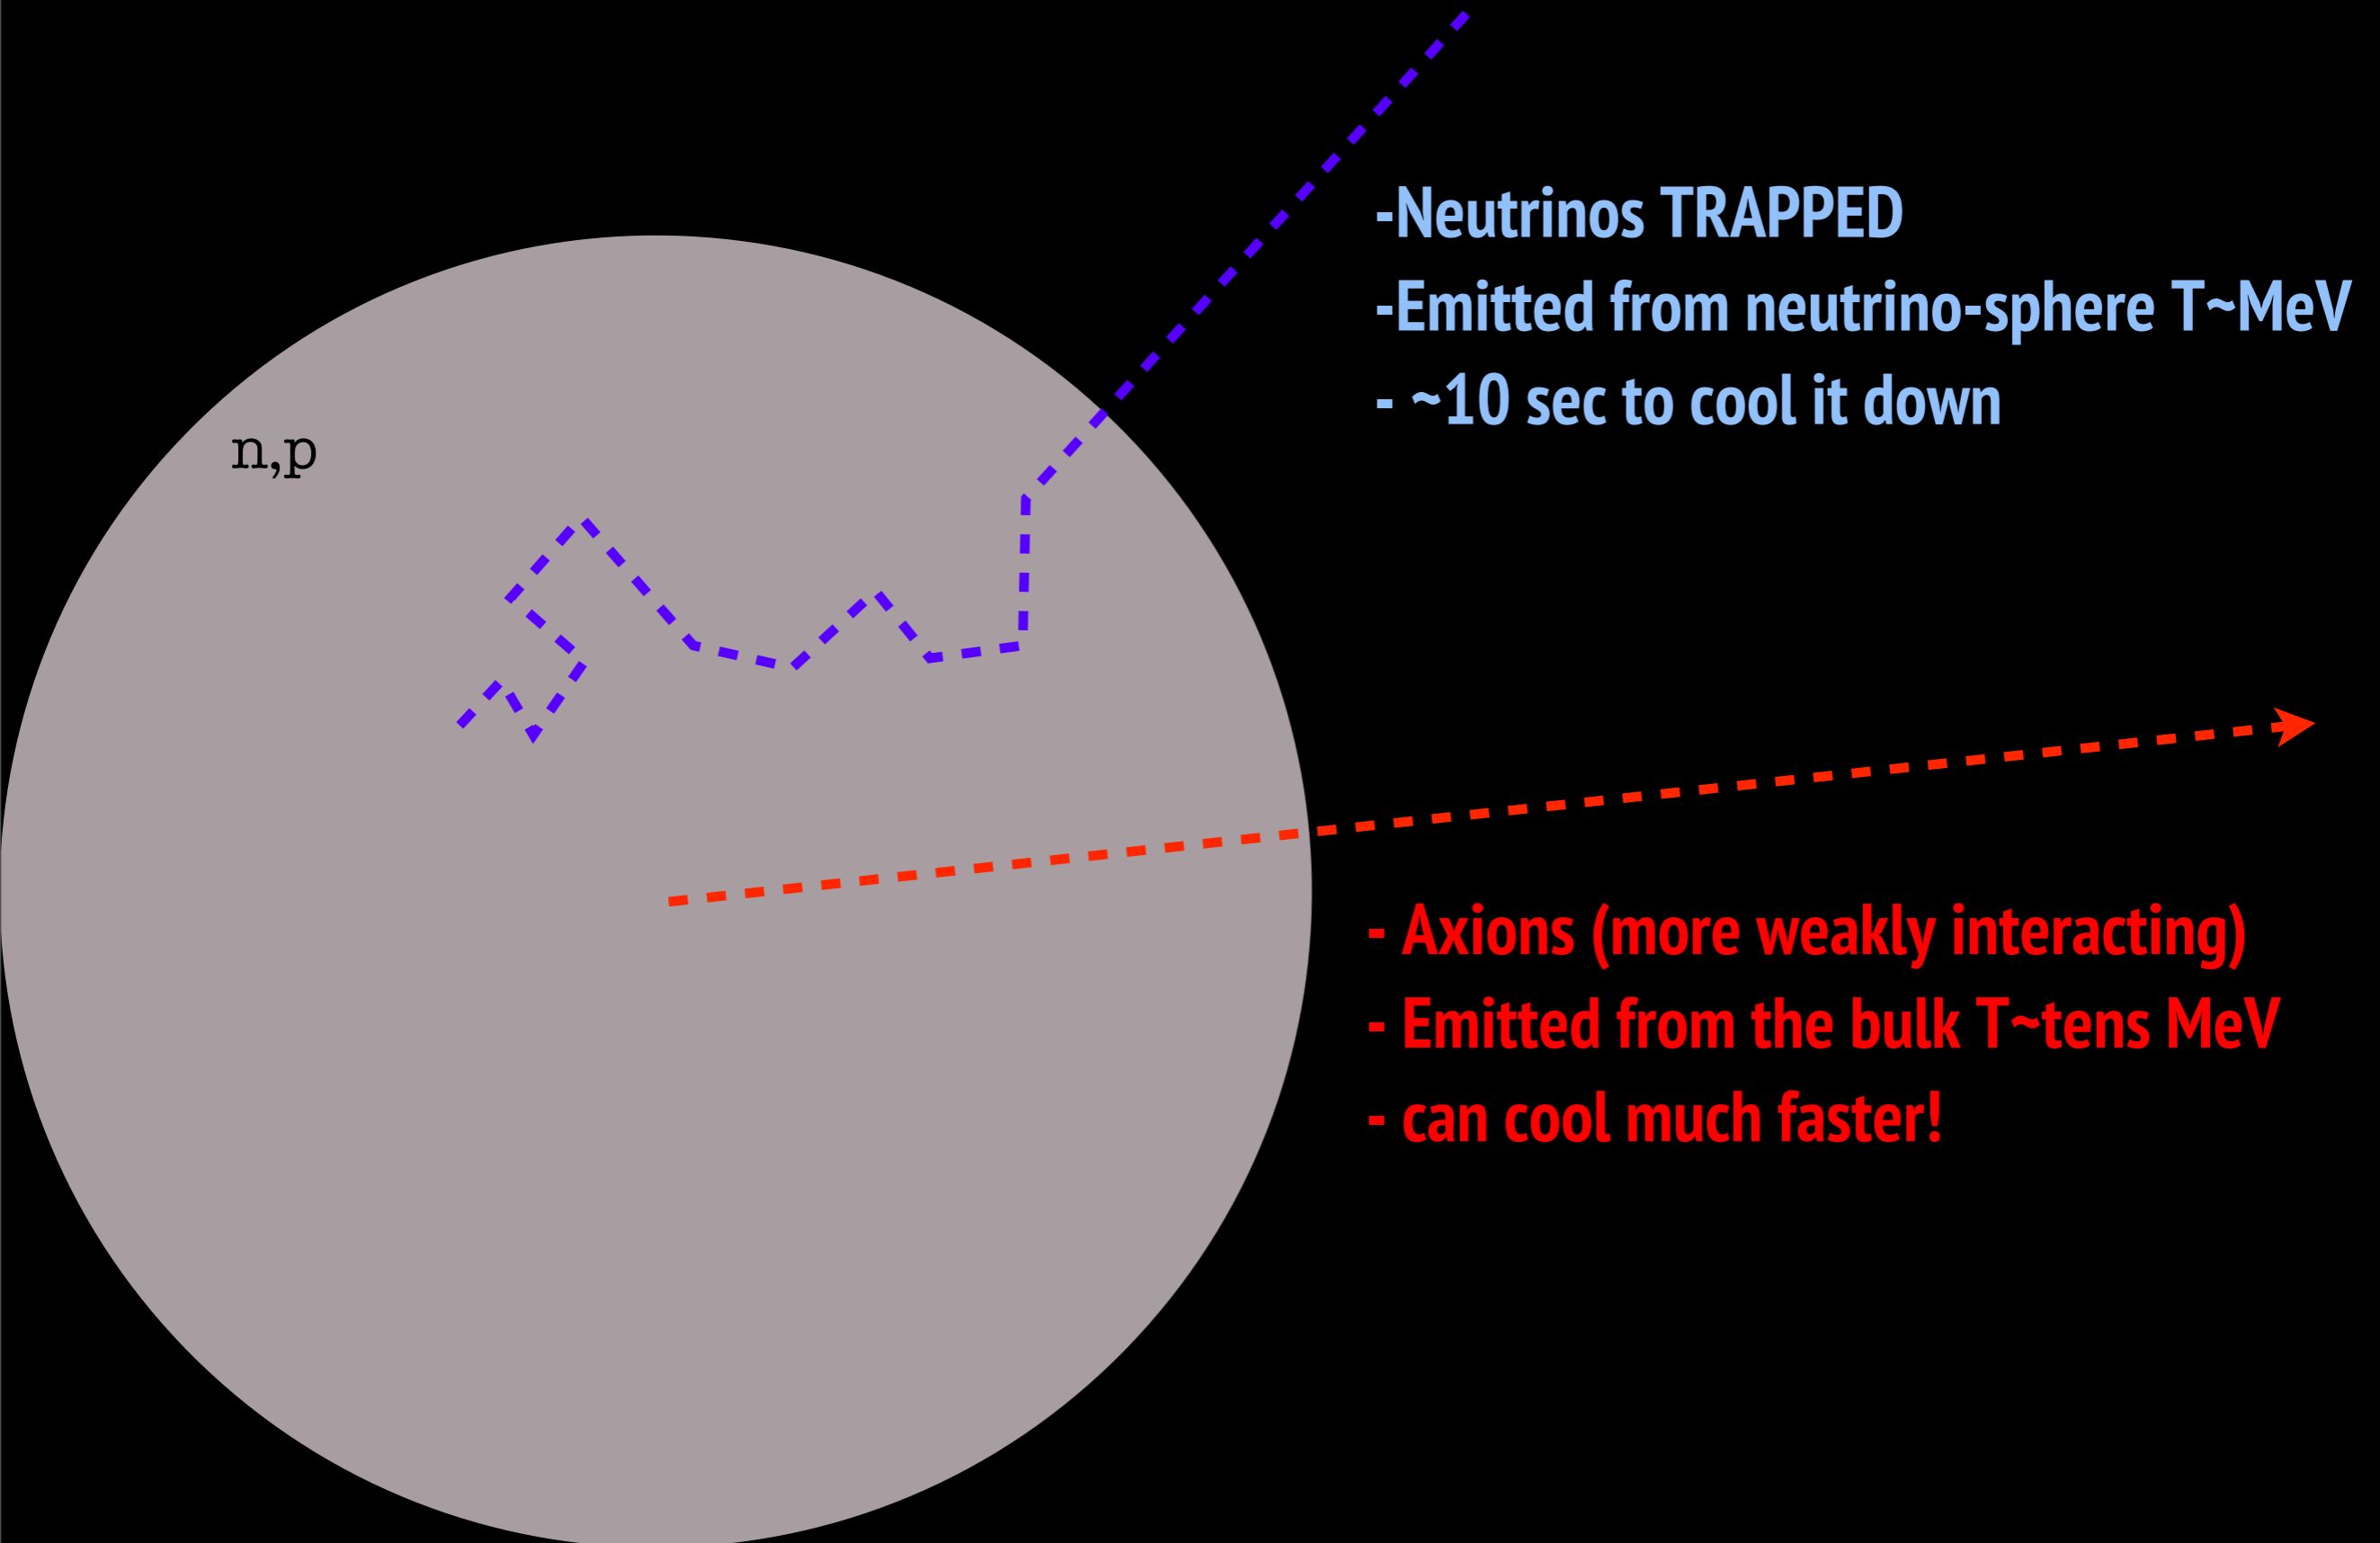 -Neutrinos TRAPPED
-Emitted from neutrino-sphere T~MeV
- ~10 sec to cool it down
n,p
- Axions (more weakly interacting)
- Emitted from the bulk T~tens MeV
- can cool much faster!